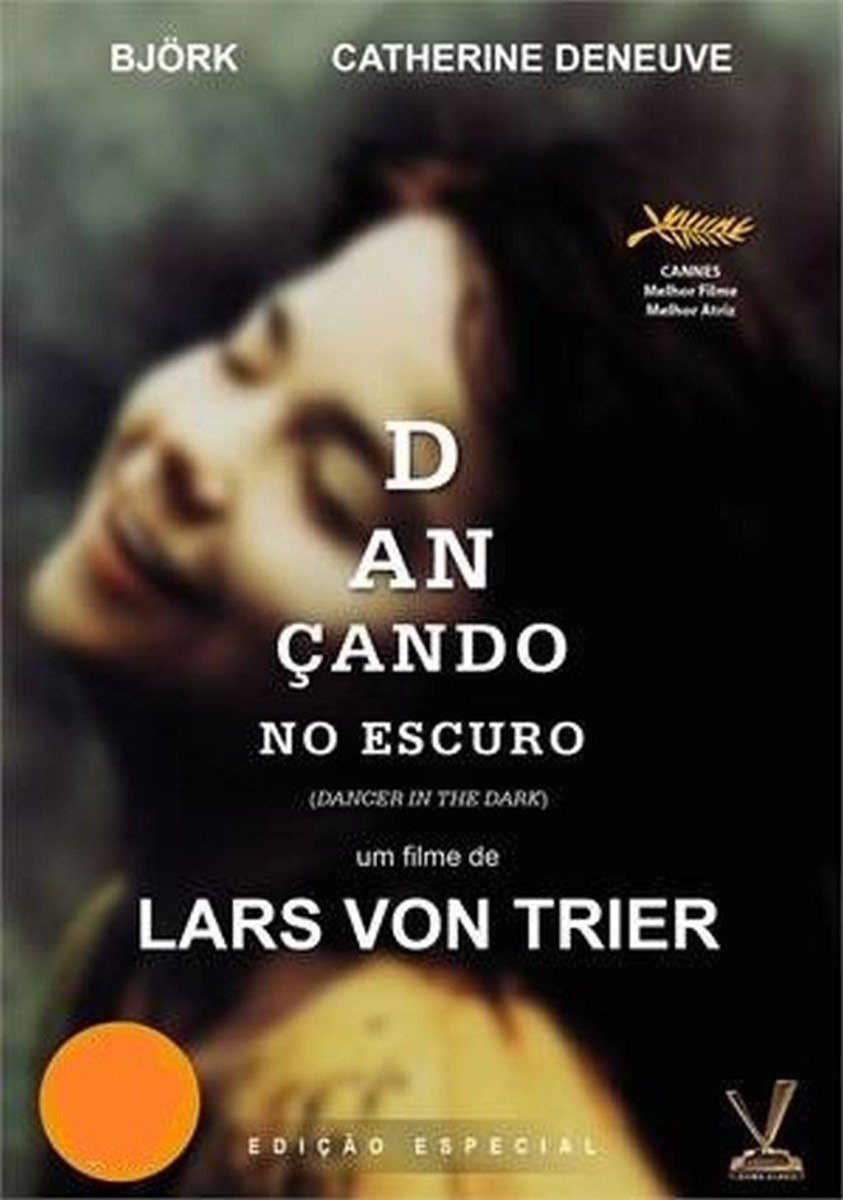 BJÖRK CATHERINE DENEUVE
CANNES
Melhor Filme
Melhor Atriz
D
AN
ÇANDO
NO ESCURO
(DANCER IN THE DARK)
um filme de
LARS VON TRIER
EDIÇÃO ESPECIAL